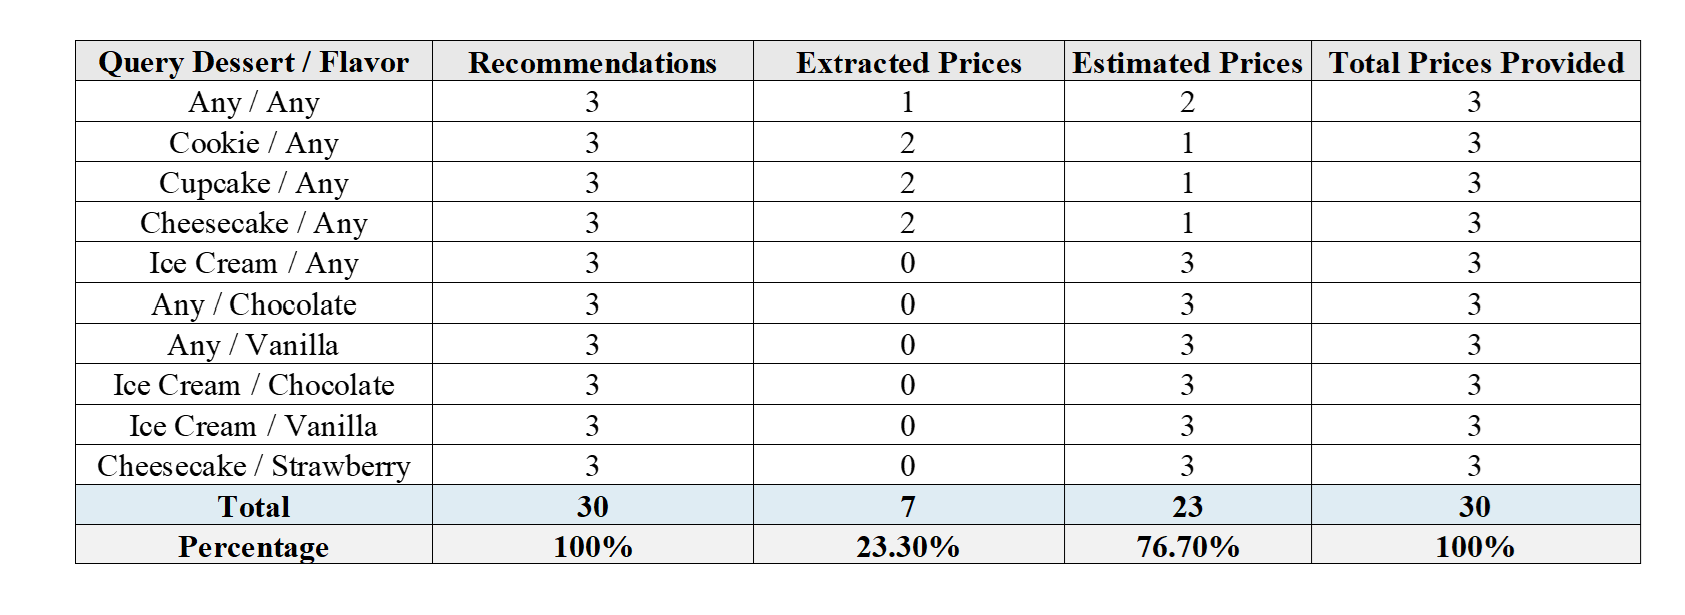 Query Dessert / Flavor Recommendations Extracted Prices Estimated Prices Total Prices Provided
Any / Any 3 1 2 3
Cookie / Any 3 2 1 3
Cupcake / Any 3 2 1 3
Cheesecake / Any 3 2 1 3
Ice Cream / Any 3 0 3 3
Any / Chocolate 3 0 3 3
Any / Vanilla 3 0 3 3
Ice Cream / Chocolate 3 0 3 3
Ice Cream / Vanilla 3 0 3 3
Cheesecake / Strawberry 3 0 3 3
Total 30 7 23 30
Percentage 100% 23.30% 76.70% 100%